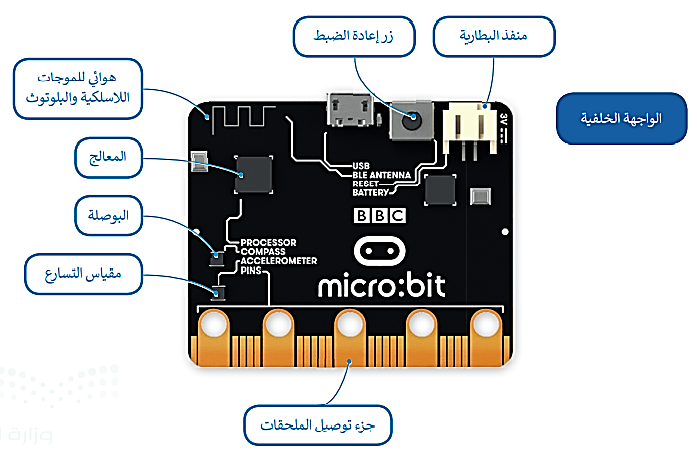 منفذ البطارية
زر إعادة الضبط
هوائي للموجات
اللاسلكية والبلوتوث
الواجهة الخلفية
المعالج
البوصلة
مقياس التسارع
3V
USB
BLE ANTENNA
RESET
BATTERY
BBC
PROCESSOR
COMPASS
ACCELEROMETER
PINS
micro:bit
جزء توصيل الملحقات
وزارة